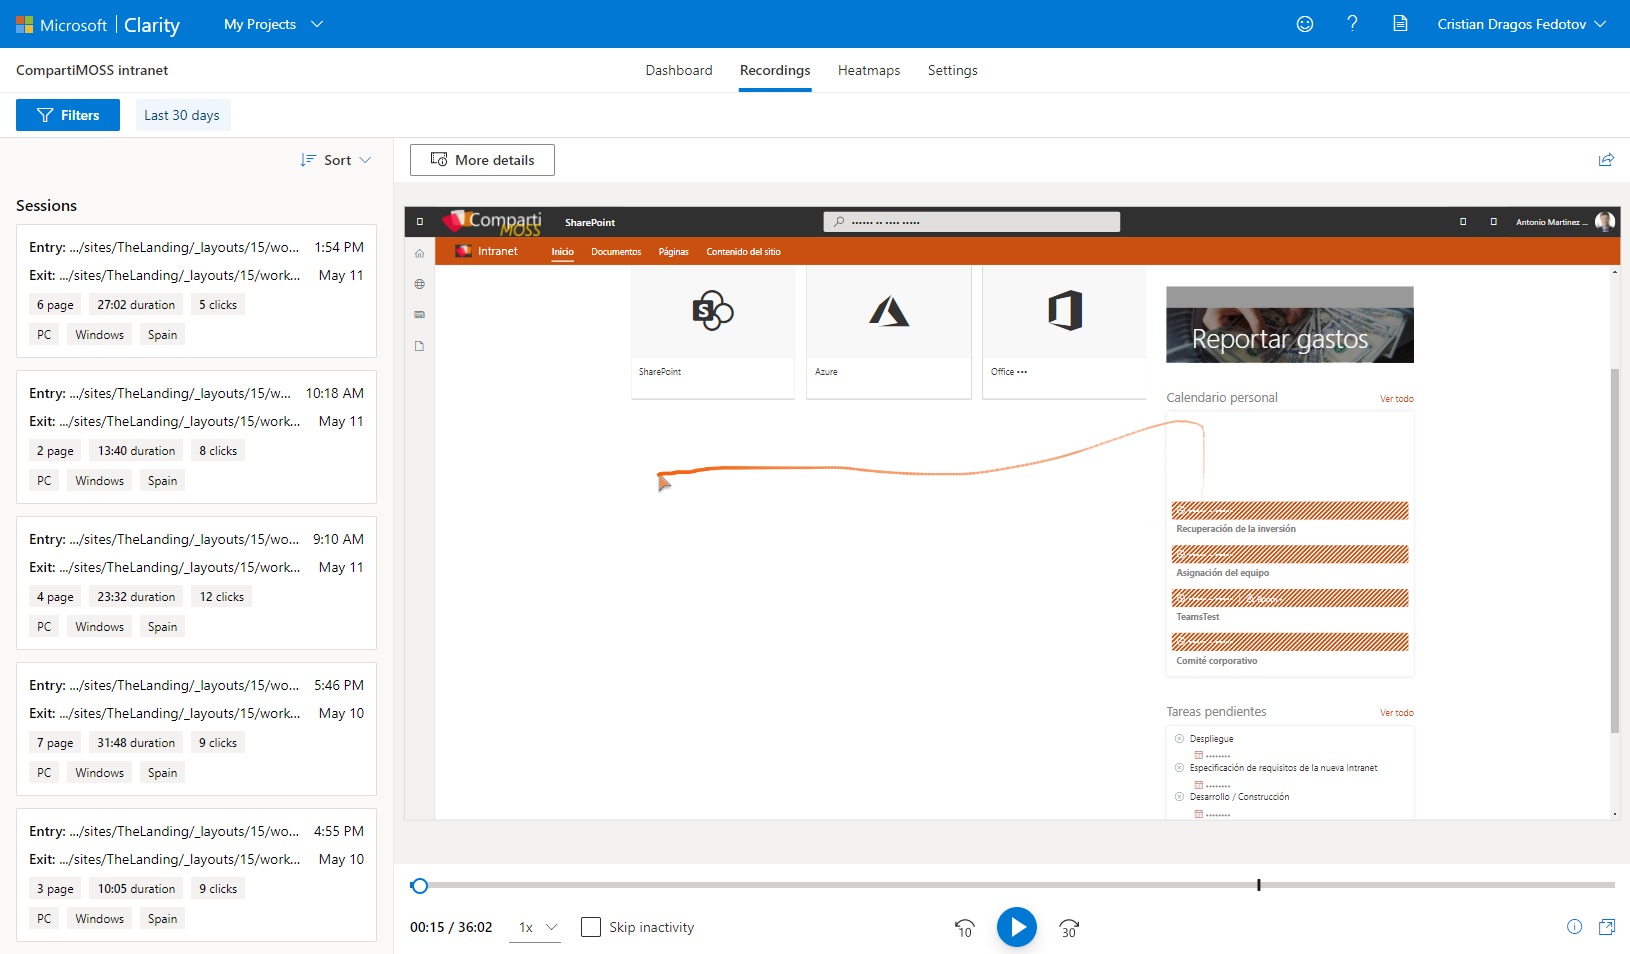 Microsoft | Clarity
My Projects
Cristian Dragos Fedotov
CompartiMOSS intranet
Dashboard
Recordings
Heatmaps
Settings
Filters
Last 30 days
Sort
More details
Sessions
Entry: .../sites/TheLanding/_layouts/15/wo... 1:54 PM
Exit: .../sites/TheLanding/_layouts/15/work... May 11
6 page 27:02 duration 5 clicks
PC Windows Spain
Entry: .../sites/TheLanding/_layouts/15/w... 10:18 AM
Exit: .../sites/TheLanding/_layouts/15/work... May 11
2 page 13:40 duration 8 clicks
PC Windows Spain
Entry: .../sites/TheLanding/_layouts/15/wo... 9:10 AM
Exit: .../sites/TheLanding/_layouts/15/work... May 11
4 page 23:32 duration 12 clicks
PC Windows Spain
Entry: .../sites/TheLanding/_layouts/15/wo... 5:46 PM
Exit: .../sites/TheLanding/_layouts/15/work... May 10
7 page 31:48 duration 9 clicks
PC Windows Spain
Entry: .../sites/TheLanding/_layouts/15/wo... 4:55 PM
Exit: .../sites/TheLanding/_layouts/15/work... May 10
3 page 10:05 duration 9 clicks
PC Windows Spain
Comparti
MOSS
SharePoint
•••••• •• •••• •••••
Antonio Martinez ...
Intranet
Inicio
Documentos
Páginas
Contenido del sitio
S
SharePoint
Azure
Office •••
Reportar gastos
Calendario personal
Ver todo
Recuperación de la inversión
Asignación del equipo
TeamsTest
Comité corporativo
Tareas pendientes
Ver todo
Despliegue
••••••••
Especificación de requisitos de la nueva Intranet
••••••••
Desarrollo / Construcción
••••••••
00:15 / 36:02
1x
Skip inactivity
10
30